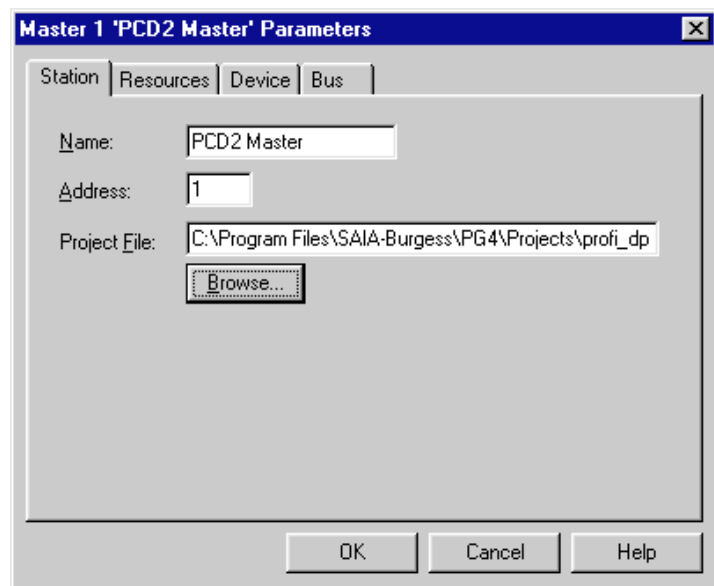 Master 1 'PCD2 Master' Parameters
Station Resources Device Bus
Name: PCD2 Master
Address: 1
Project File: C:\Program Files\SAIA-Burgess\PG4\Projects\profi_dp
Browse...
OK Cancel Help